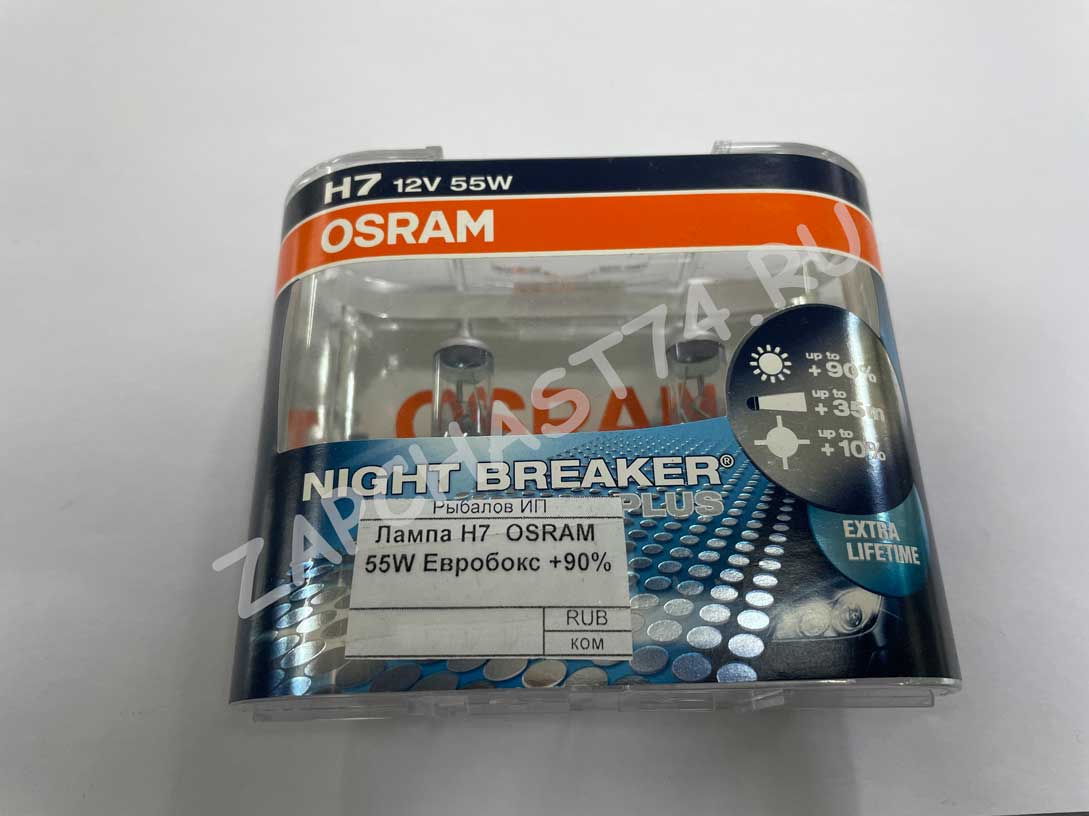 H7 12V 55W
OSRAM
OSRAM
up to
+ 90%
up to
+ 35m
up to
+ 10%
NIGHT BREAKER®
PLUS
EXTRA
LIFETIME
Рыбалов ИП
Лампа H7 OSRAM
55W Евробокс +90%
RUB
ком
ZAPCHAST74.RU